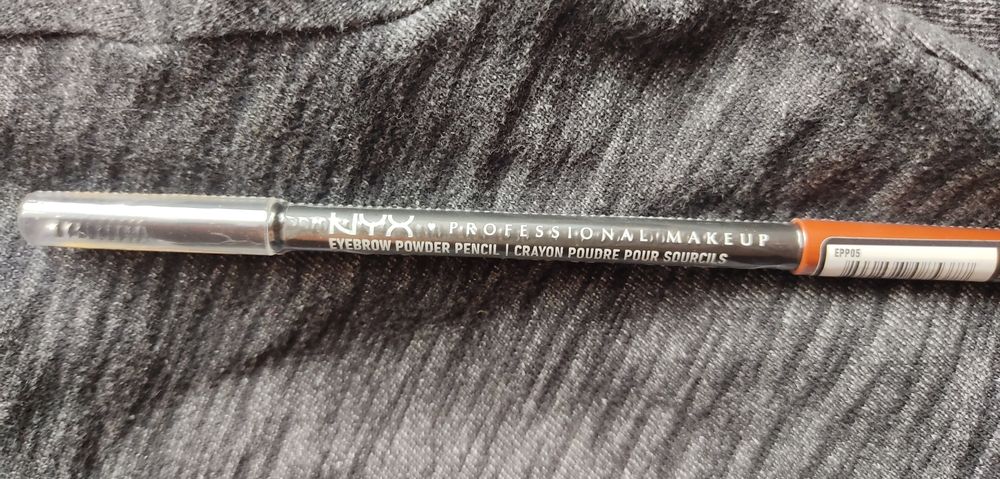 NYX PROFESSIONAL MAKEUP
EYEBROW POWDER PENCIL | CRAYON POUDRE POUR SOURCILS
EPP05